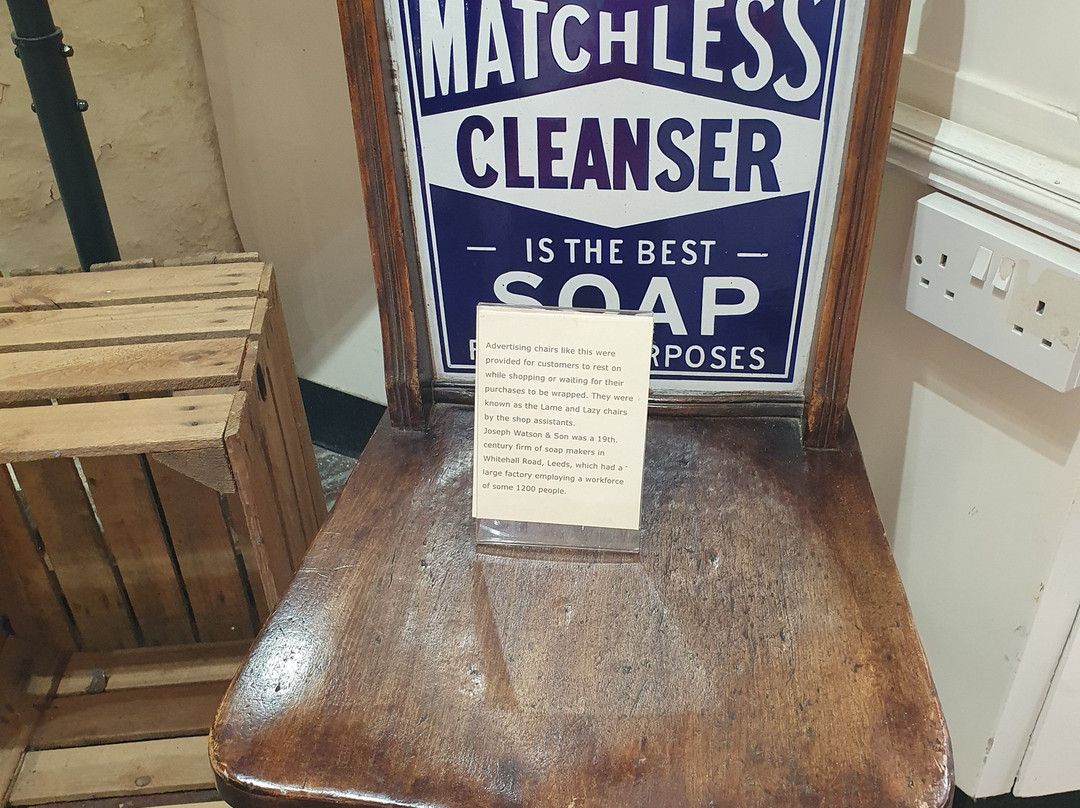 MATCHLESS
CLEANSER
— IS THE BEST —
SOAP
RPOSES
Advertising chairs like this were
provided for customers to rest on
while shopping or waiting for their
purchases to be wrapped. They were
known as the Lame and Lazy chairs
by the shop assistants.
Joseph Watson & Son was a 19th.
century firm of soap makers in
Whitehall Road, Leeds, which had a
large factory employing a workforce
of some 1200 people.